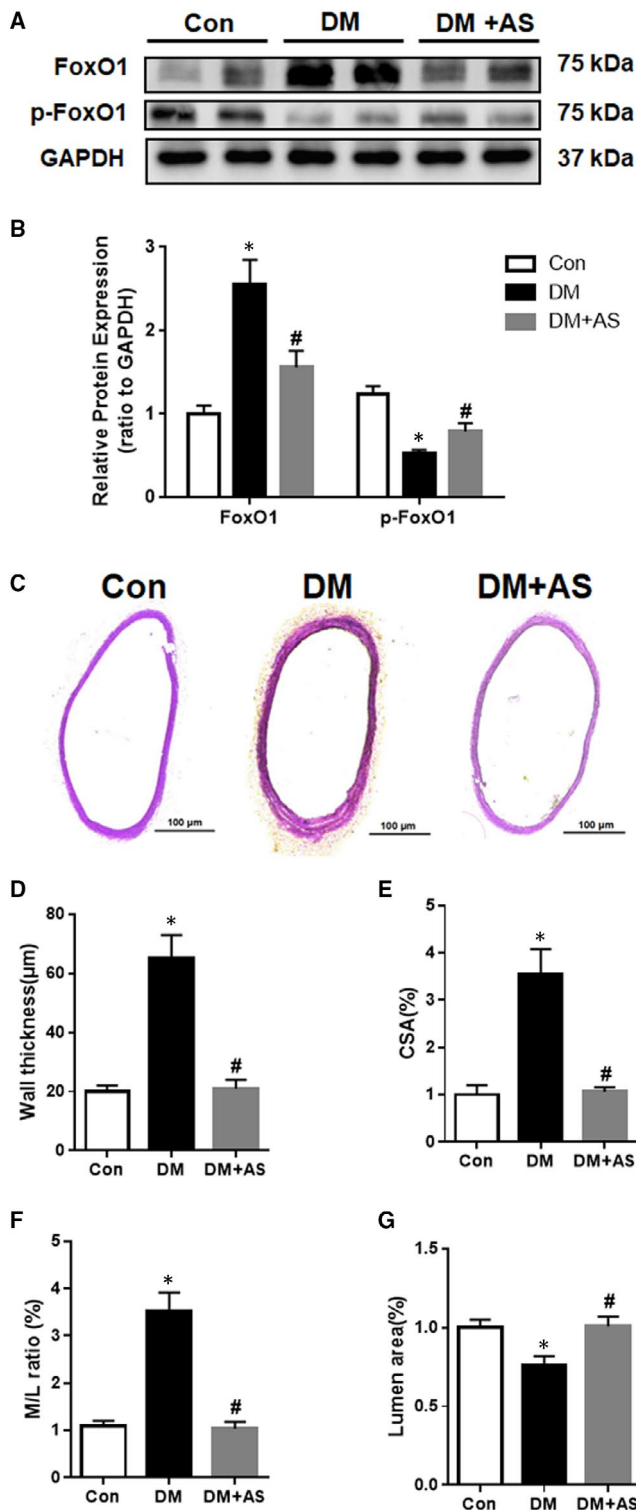 A
Con DM DM +AS
FoxO1 75 kDa
p-FoxO1 75 kDa
GAPDH 37 kDa
B
Relative Protein Expression
(ratio to GAPDH)
3
2
1
0
*
#
*
#
Con
DM
DM+AS
FoxO1 p-FoxO1
C
Con DM DM+AS
100 µm 100 µm 100 µm
D
Wall thickness(µm)
80
60
40
20
0
*
#
Con DM DM+AS
E
CSA(%)
5
4
3
2
1
0
*
#
Con DM DM+AS
F
M/L ratio (%)
5
4
3
2
1
0
*
#
Con DM DM+AS
G
Lumen area(%)
1.5
1.0
0.5
0.0
*
#
Con DM DM+AS